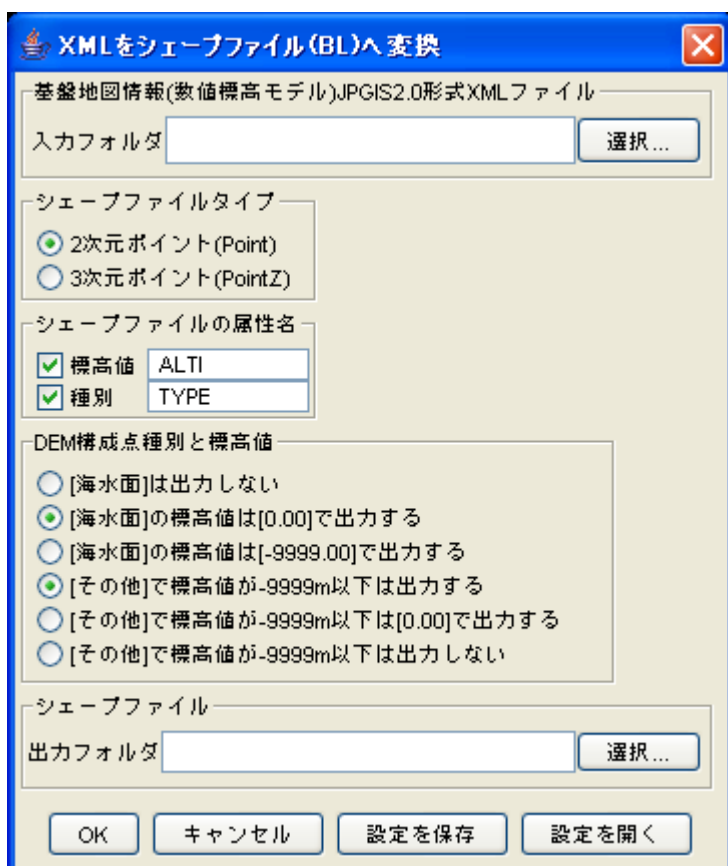 XMLをシェープファイル(BL)へ変換
基盤地図情報(数値標高モデル)JPGIS2.0形式XMLファイル
入力フォルダ 選択...
シェープファイルタイプ
2次元ポイント(Point)
3次元ポイント(PointZ)
シェープファイルの属性名
標高値 ALTI
種別 TYPE
DEM構成点種別と標高値
[海水面]は出力しない
[海水面]の標高値は[0.00]で出力する
[海水面]の標高値は[-9999.00]で出力する
[その他]で標高値が-9999m以下は出力する
[その他]で標高値が-9999m以下は[0.00]で出力する
[その他]で標高値が-9999m以下は出力しない
シェープファイル
出力フォルダ 選択...
OK キャンセル 設定を保存 設定を開く